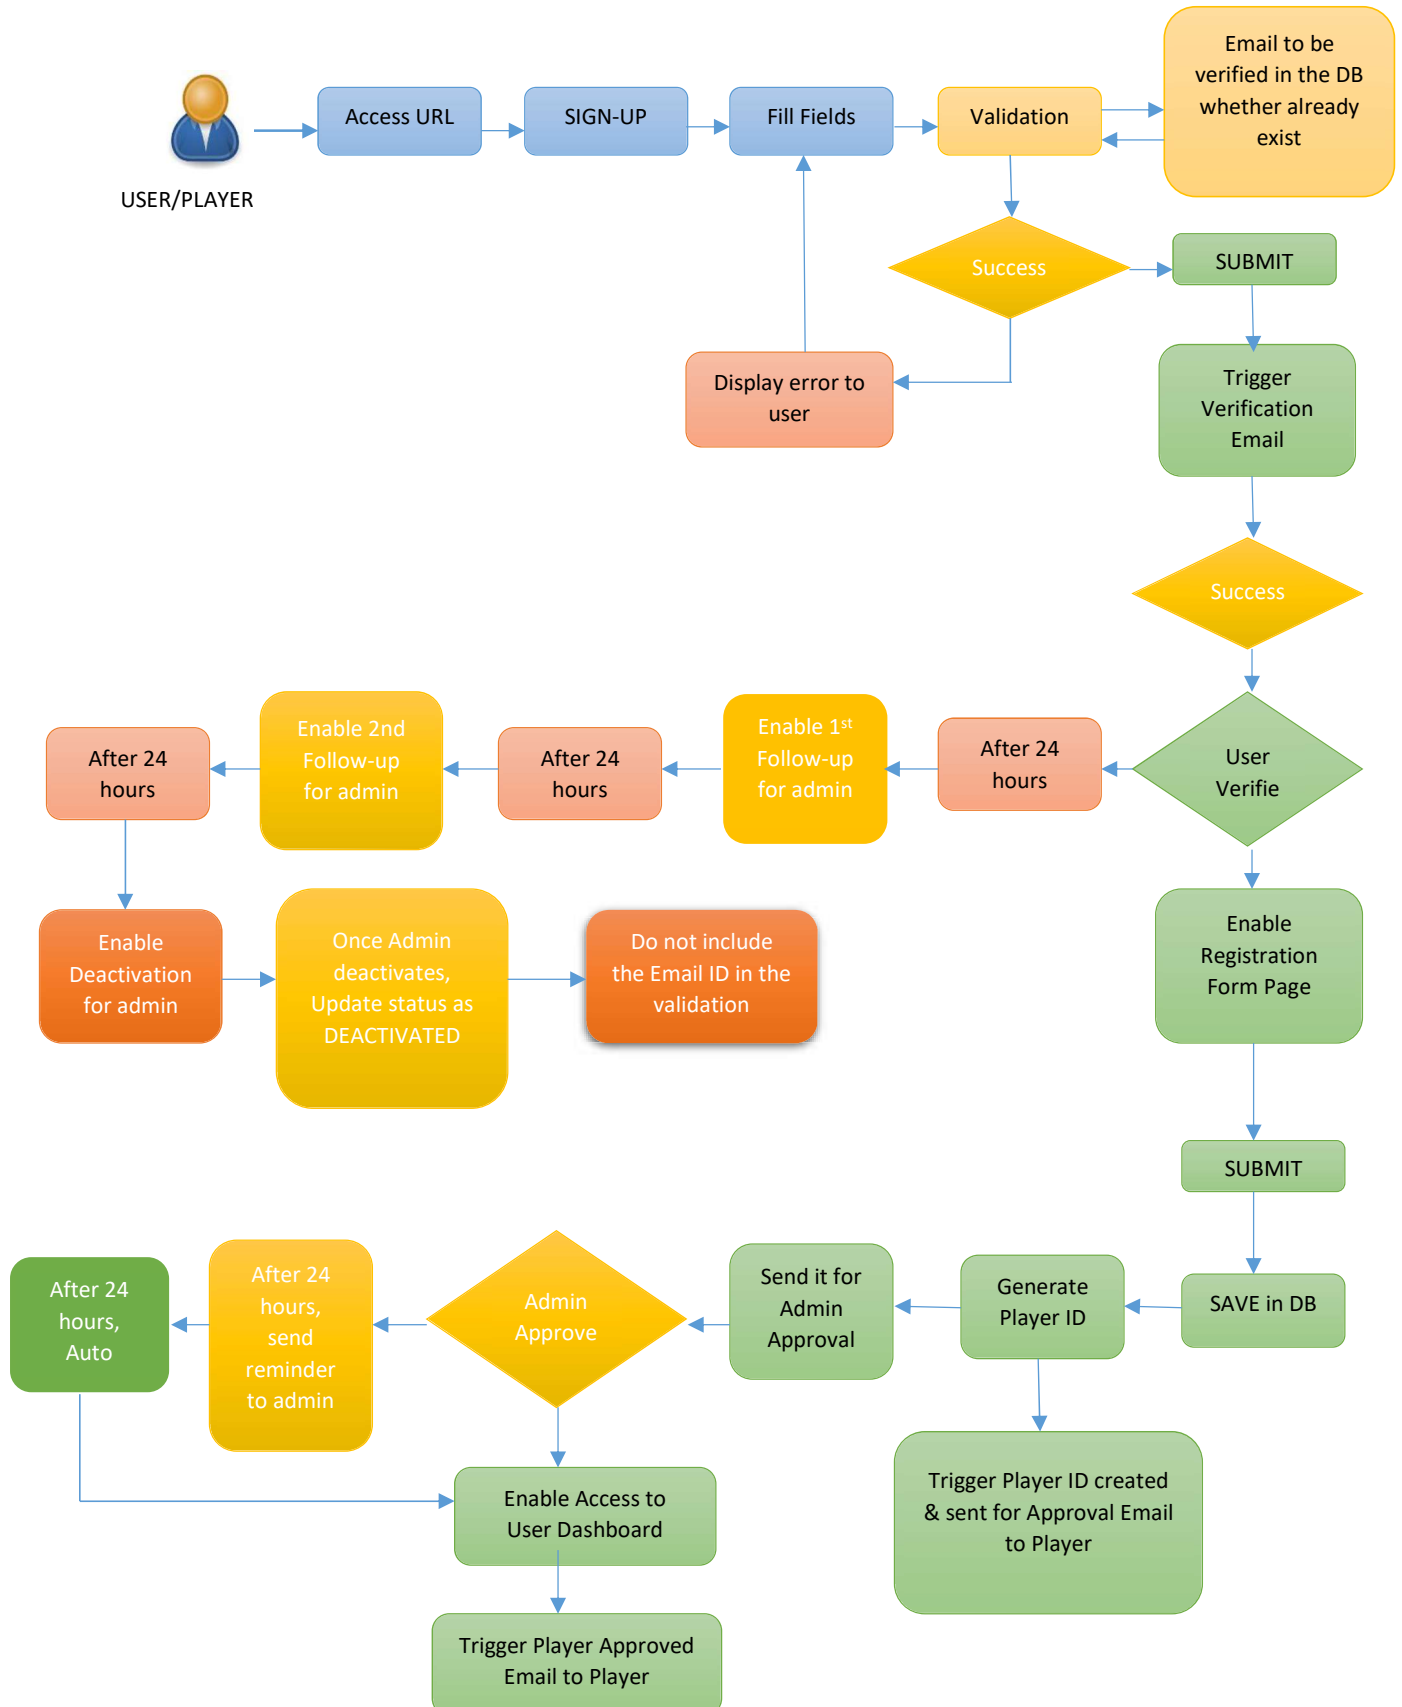 Access URL
SIGN-UP
Fill Fields
Validation
Email to be
verified in the DB
whether already
exist
USER/PLAYER
Success
SUBMIT
Display error to
user
Trigger
Verification
Email
Success
User
Verifie
After 24
hours
Enable 1st
Follow-up
for admin
After 24
hours
Enable 2nd
Follow-up
for admin
After 24
hours
Enable
Deactivation
for admin
Once Admin
deactivates,
Update status as
DEACTIVATED
Do not include
the Email ID in the
validation
Enable
Registration
Form Page
SUBMIT
SAVE in DB
Generate
Player ID
Send it for
Admin
Approval
Admin
Approve
After 24
hours,
send
reminder
to admin
After 24
hours,
Auto
Trigger Player ID created
& sent for Approval Email
to Player
Enable Access to
User Dashboard
Trigger Player Approved
Email to Player